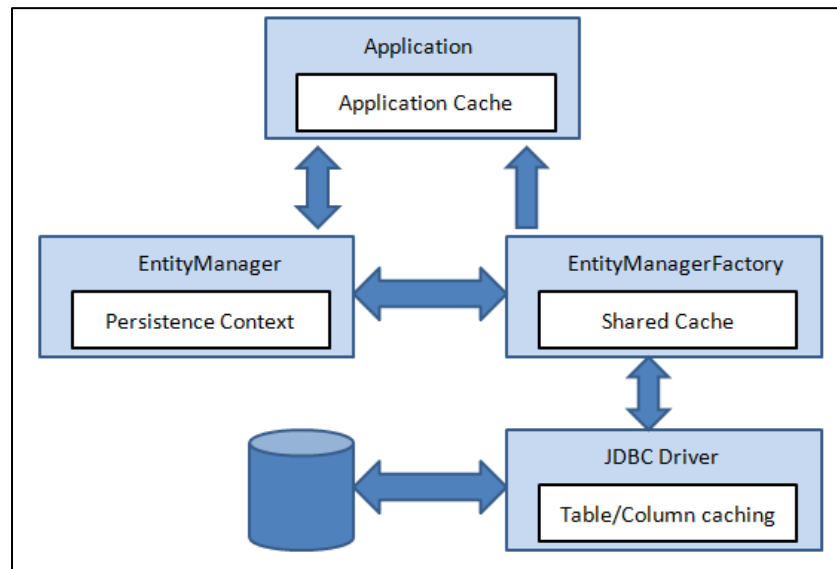 Application
Application Cache
EntityManager
Persistence Context
EntityManagerFactory
Shared Cache
JDBC Driver
Table/Column caching